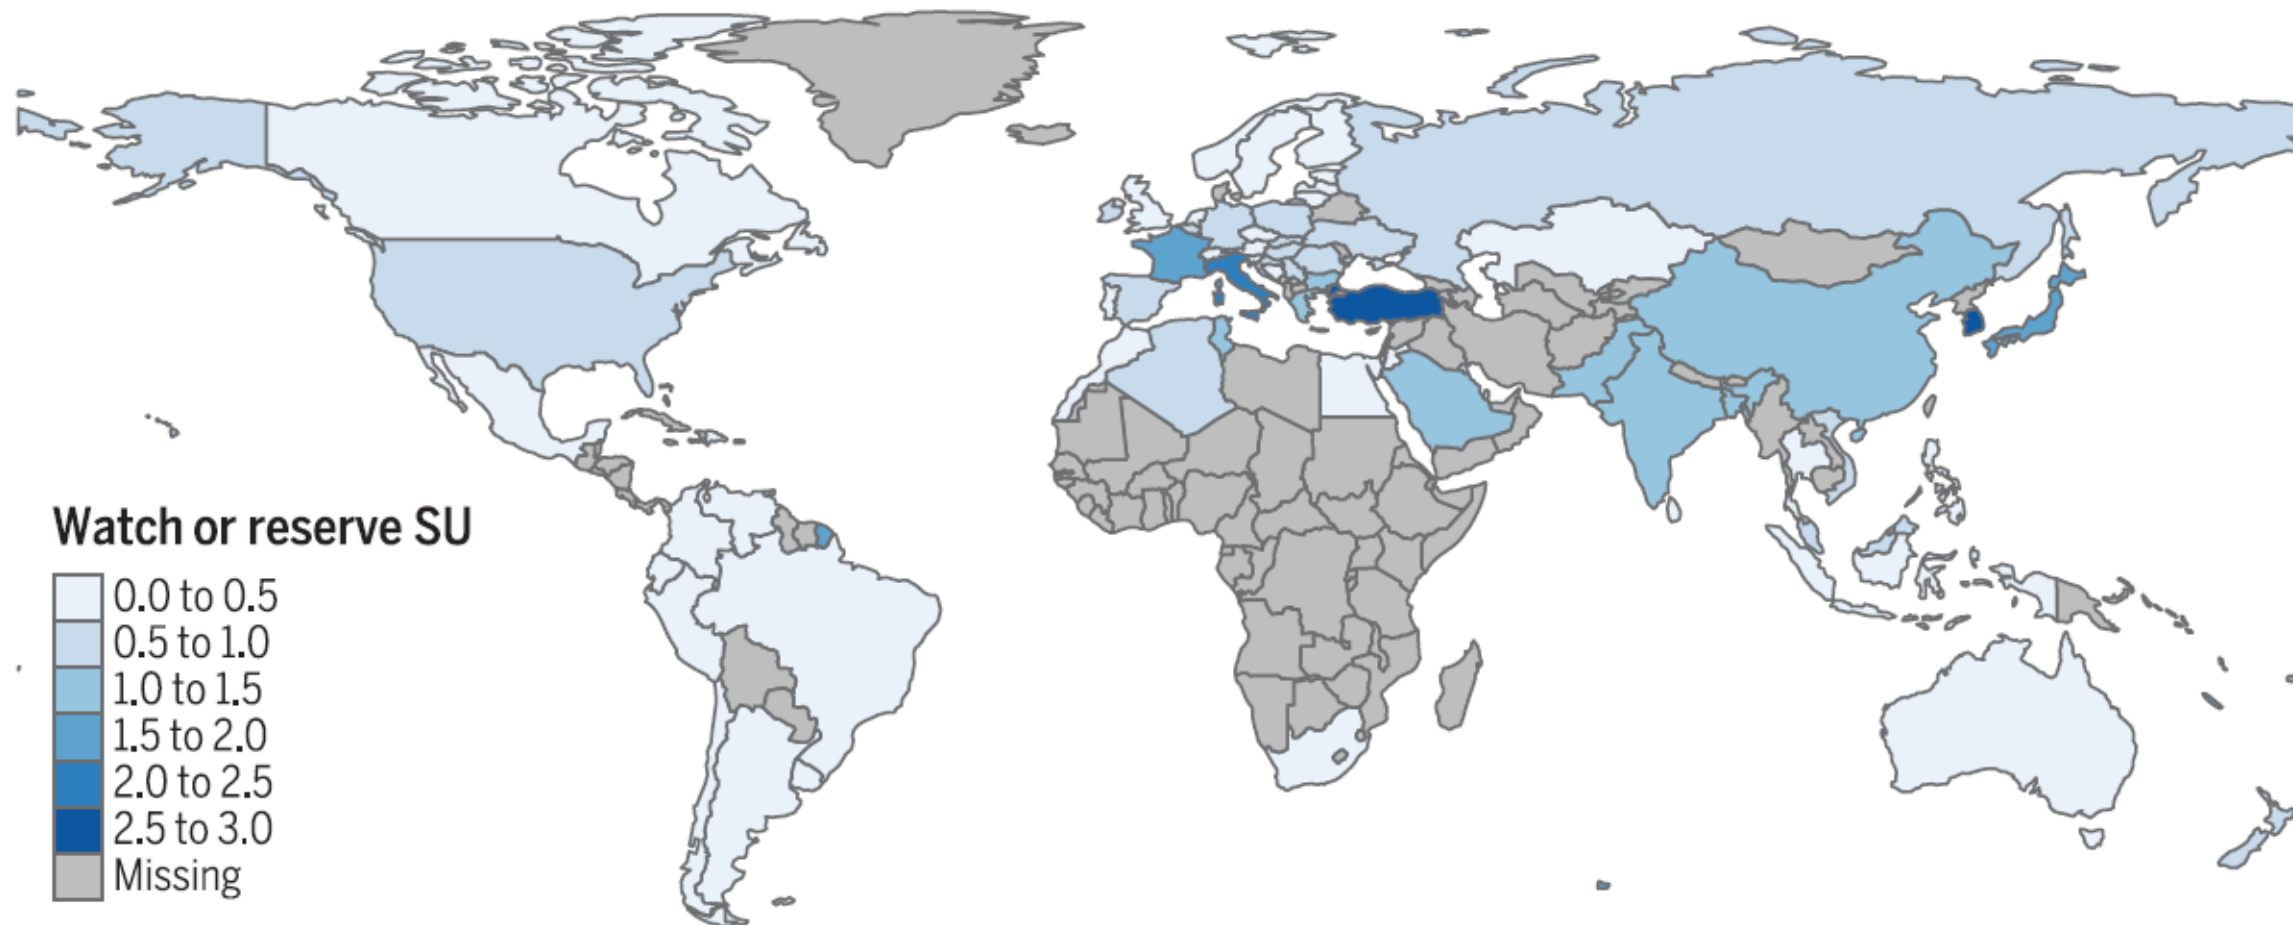 Watch or reserve SU
0.0 to 0.5
0.5 to 1.0
1.0 to 1.5
1.5 to 2.0
2.0 to 2.5
2.5 to 3.0
Missing